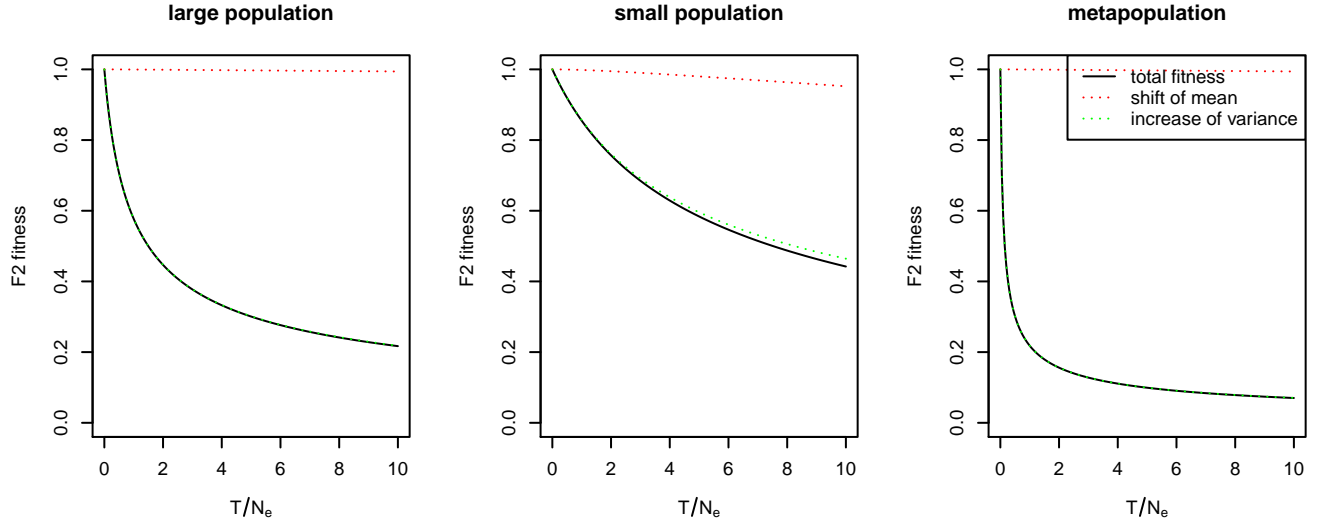 large population
F2 fitness
1.0
0.8
0.6
0.4
0.2
0.0
0 2 4 6 8 10
T/Ne
small population
F2 fitness
1.0
0.8
0.6
0.4
0.2
0.0
0 2 4 6 8 10
T/Ne
metapopulation
F2 fitness
1.0
0.8
0.6
0.4
0.2
0.0
total fitness
shift of mean
increase of variance
0 2 4 6 8 10
T/Ne